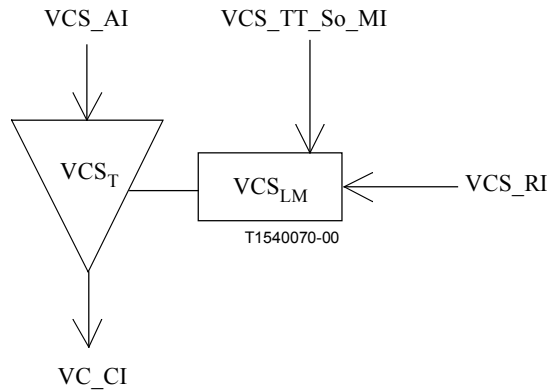 VCS_AI
VCS_TT_So_MI
VCS_T
VCS_LM
VCS_RI
T1540070-00
VC_CI